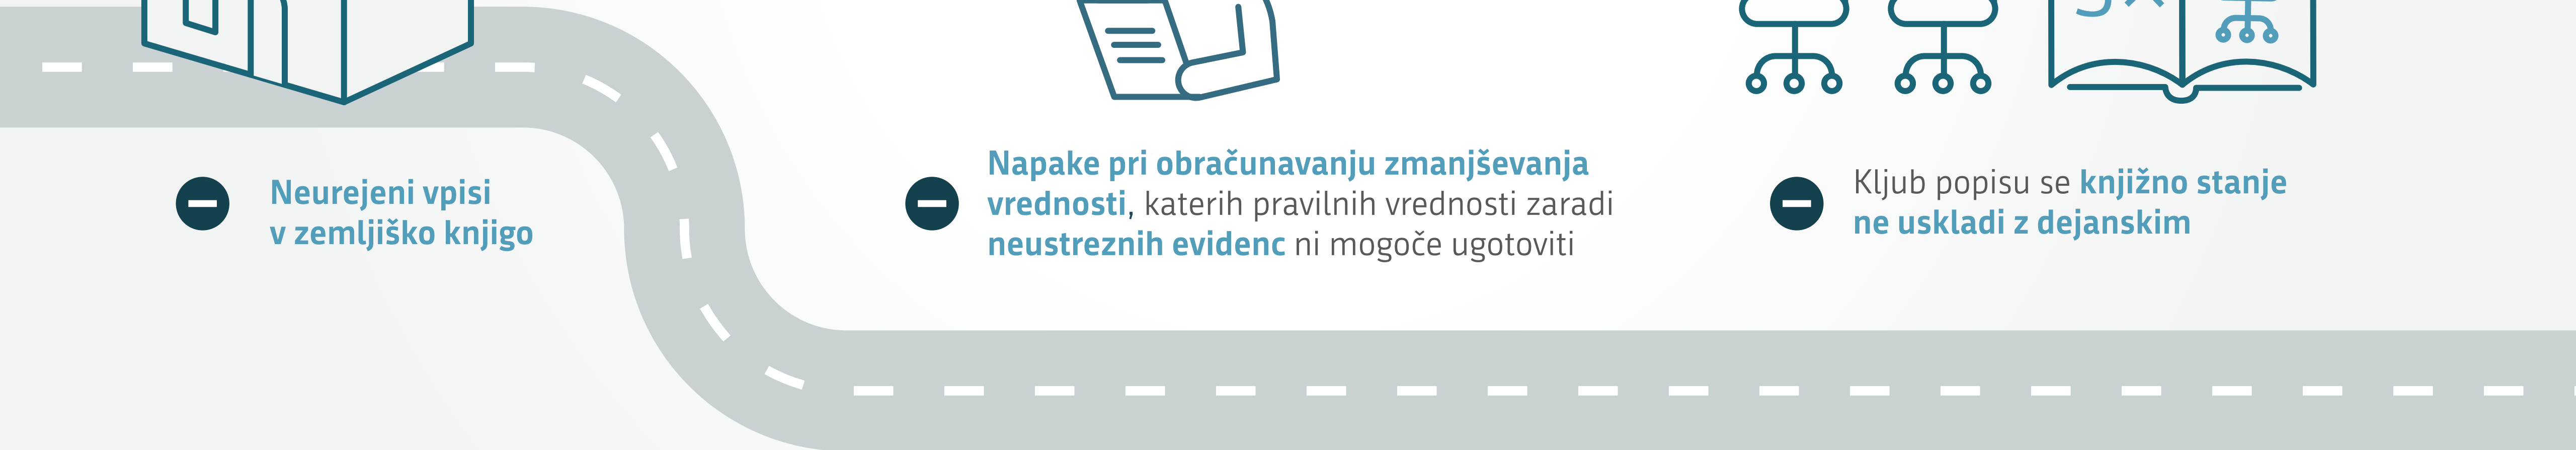 Neurejeni vpisi
v zemljiško knjigo
Napake pri obračunavanju zmanjševanja
vrednosti, katerih pravilnih vrednosti zaradi
neustreznih evidenc ni mogoče ugotoviti
Kljub popisu se knjižno stanje
ne uskladi z dejanskim